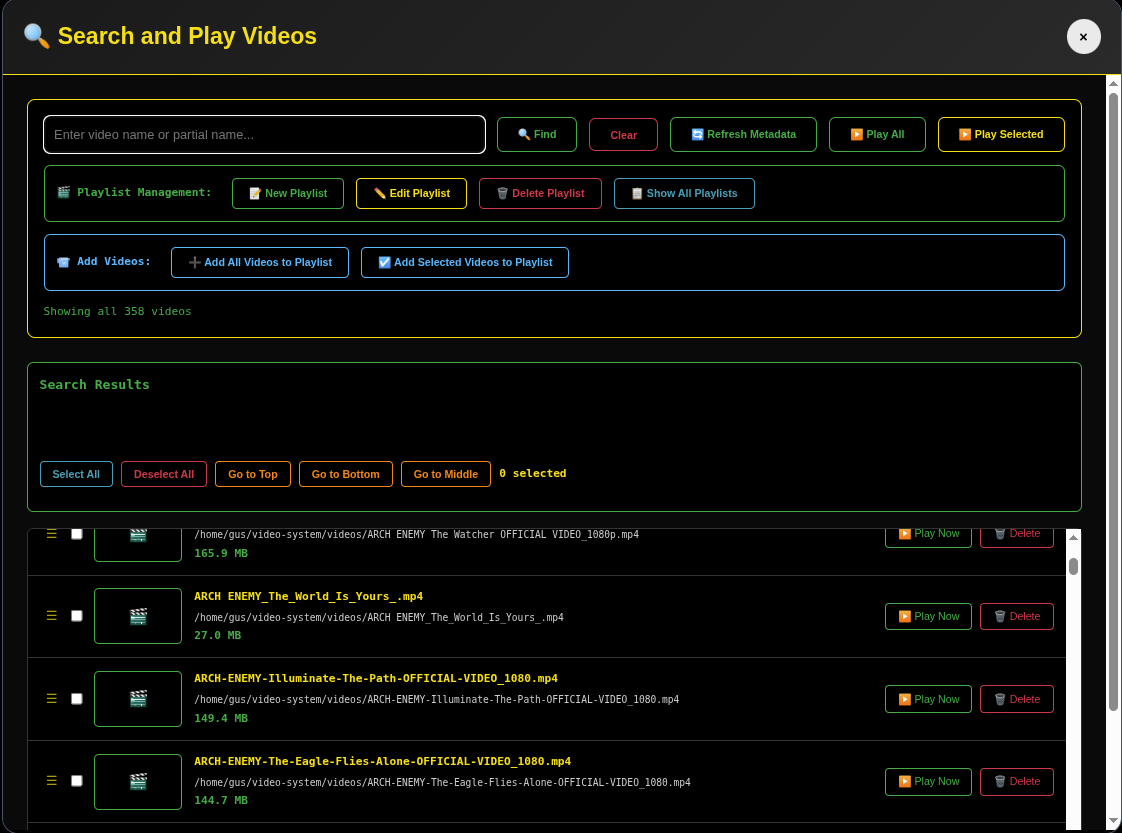 Search and Play Videos
×
Enter video name or partial name...
Find
Clear
Refresh Metadata
Play All
Play Selected
Playlist Management:
New Playlist
Edit Playlist
Delete Playlist
Show All Playlists
Add Videos:
Add All Videos to Playlist
Add Selected Videos to Playlist
Showing all 358 videos
Search Results
Select All
Deselect All
Go to Top
Go to Bottom
Go to Middle
0 selected
/home/gus/video-system/videos/ARCH ENEMY The Watcher OFFICIAL VIDEO_1080p.mp4
165.9 MB
Play Now
Delete
ARCH ENEMY_The_World_Is_Yours_.mp4
/home/gus/video-system/videos/ARCH ENEMY_The_World_Is_Yours_.mp4
27.0 MB
Play Now
Delete
ARCH-ENEMY-Illuminate-The-Path-OFFICIAL-VIDEO_1080.mp4
/home/gus/video-system/videos/ARCH-ENEMY-Illuminate-The-Path-OFFICIAL-VIDEO_1080.mp4
149.4 MB
Play Now
Delete
ARCH-ENEMY-The-Eagle-Flies-Alone-OFFICIAL-VIDEO_1080.mp4
/home/gus/video-system/videos/ARCH-ENEMY-The-Eagle-Flies-Alone-OFFICIAL-VIDEO_1080.mp4
144.7 MB
Play Now
Delete